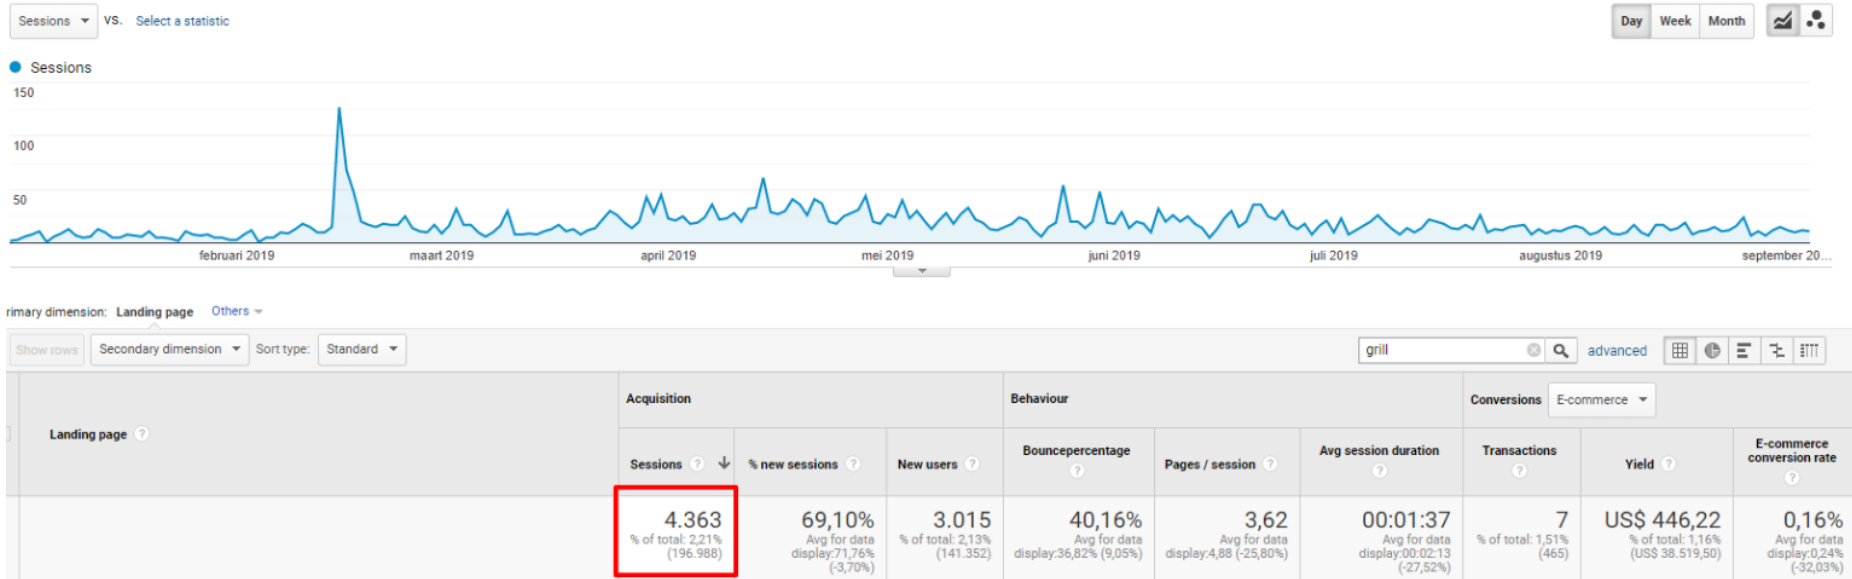 Sessions VS. Select a statistic
Day Week Month
Sessions
150
100
50
februari 2019 maart 2019 april 2019 mei 2019 juni 2019 juli 2019 augustus 2019 september 20...
rimary dimension: Landing page Others
Show rows Secondary dimension Sort type: Standard grill advanced
Acquisition Behaviour Conversions E-commerce
Landing page ?
Sessions ? % new sessions ? New users ? Bouncepercentage ? Pages / session ? Avg session duration ? Transactions ? Yield ? E-commerce conversion rate ?
4.363 69,10% 3.015 40,16% 3,62 00:01:37 7 US$ 446,22 0,16%
% of total: 2,21% Avg for data % of total: 2,13% Avg for data Avg for data Avg for data % of total: 1,51% % of total: 1,16% Avg for data
(196.988) display:71,76% (141.352) display:36,82% (9,05%) display:4,88 (-25,80%) display:00:02:13 (465) (US$ 38.519,50) display:0,24%
(-3,70%) (-27,52%) (-32,03%)